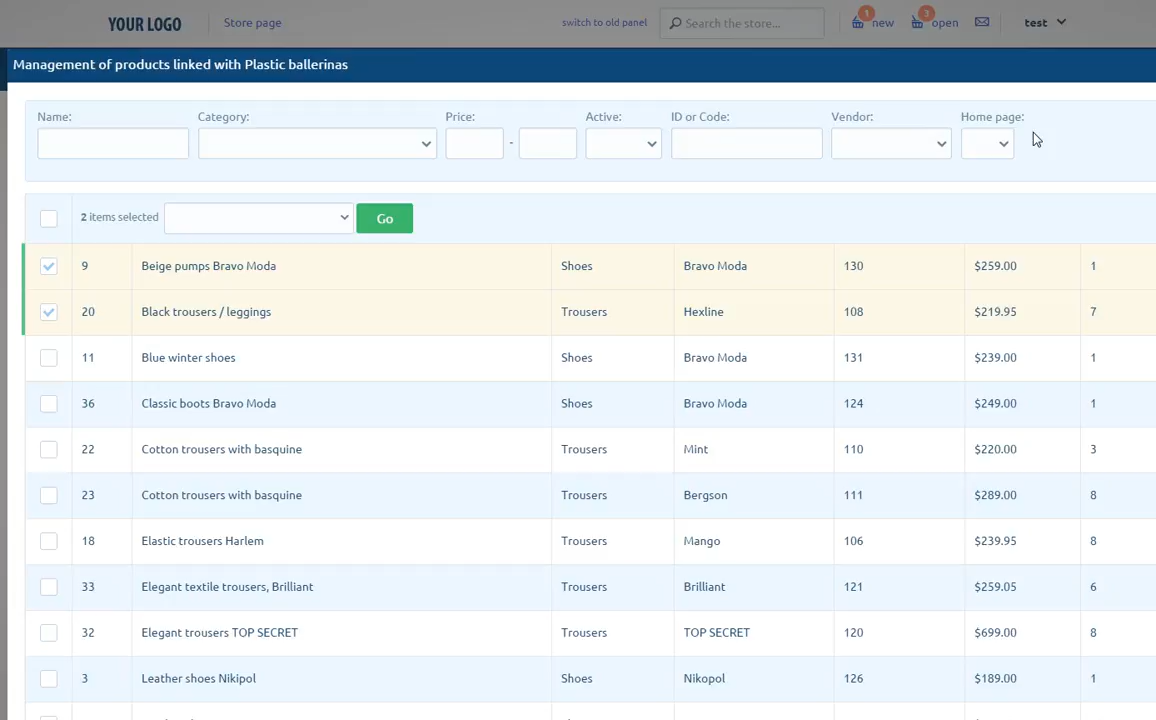 YOUR LOGO Store page switch to old panel Search the store... 1 new 3 open test
Management of products linked with Plastic ballerinas
Name: Category: Price: Active: ID or Code: Vendor: Home page:
-
2 items selected Go
9 Beige pumps Bravo Moda Shoes Bravo Moda 130 $259.00 1
20 Black trousers / leggings Trousers Hexline 108 $219.95 7
11 Blue winter shoes Shoes Bravo Moda 131 $239.00 1
36 Classic boots Bravo Moda Shoes Bravo Moda 124 $249.00 1
22 Cotton trousers with basquine Trousers Mint 110 $220.00 3
23 Cotton trousers with basquine Trousers Bergson 111 $289.00 8
18 Elastic trousers Harlem Trousers Mango 106 $239.95 8
33 Elegant textile trousers, Brilliant Trousers Brilliant 121 $259.05 6
32 Elegant trousers TOP SECRET Trousers TOP SECRET 120 $699.00 8
3 Leather shoes Nikipol Shoes Nikopol 126 $189.00 1